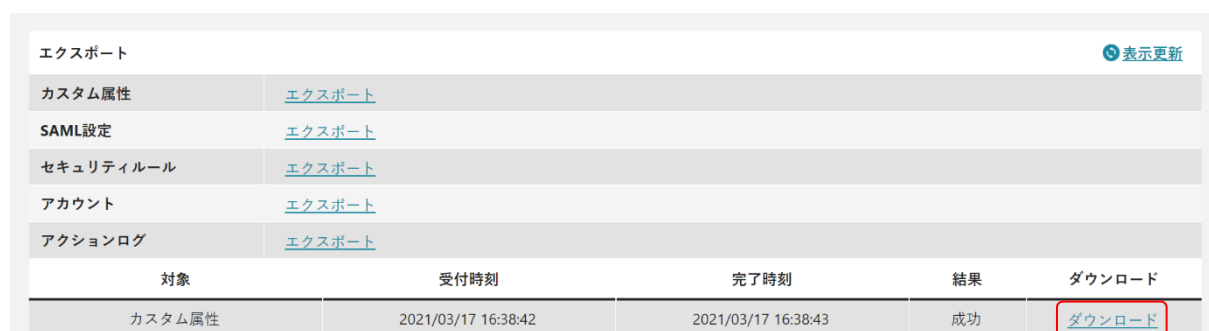 エクスポート 表示更新
カスタム属性 エクスポート
SAML設定 エクスポート
セキュリティルール エクスポート
アカウント エクスポート
アクションログ エクスポート
対象 受付時刻 完了時刻 結果 ダウンロード
カスタム属性 2021/03/17 16:38:42 2021/03/17 16:38:43 成功 ダウンロード